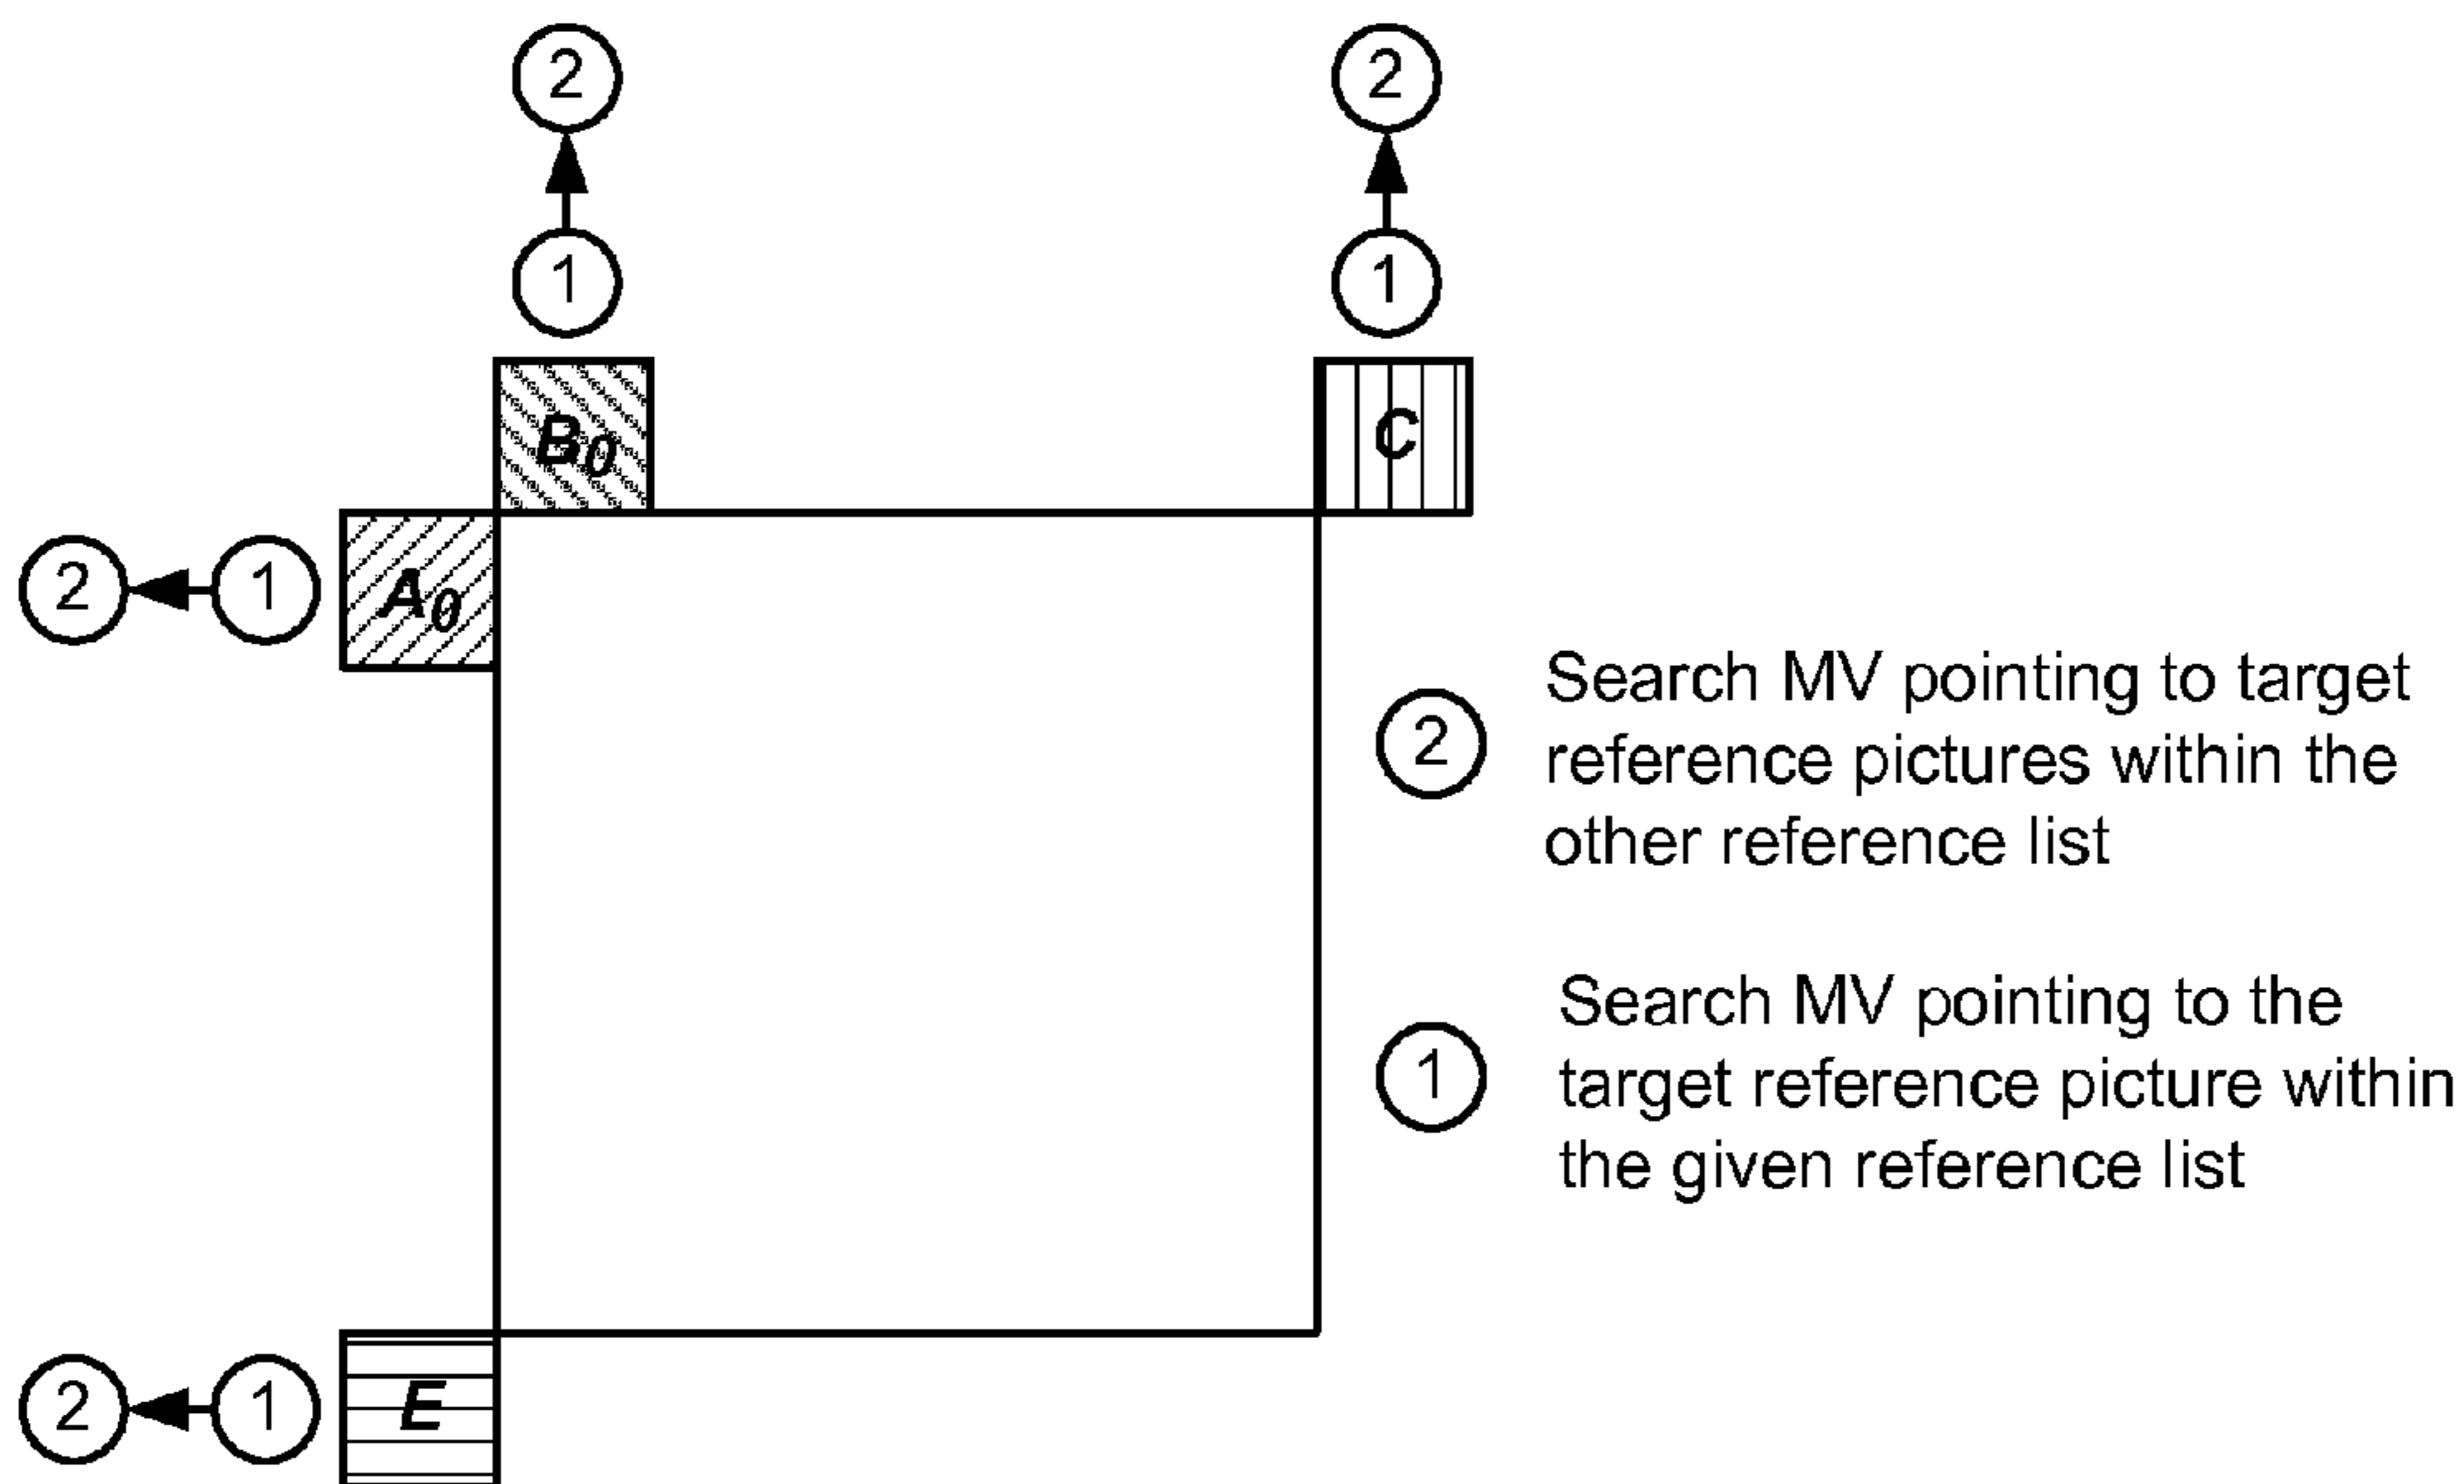 2
2
1
1
B0
C
2
1
A0
2
Search MV pointing to target
reference pictures within the
other reference list
1
Search MV pointing to the
target reference picture within
the given reference list
2
1
E